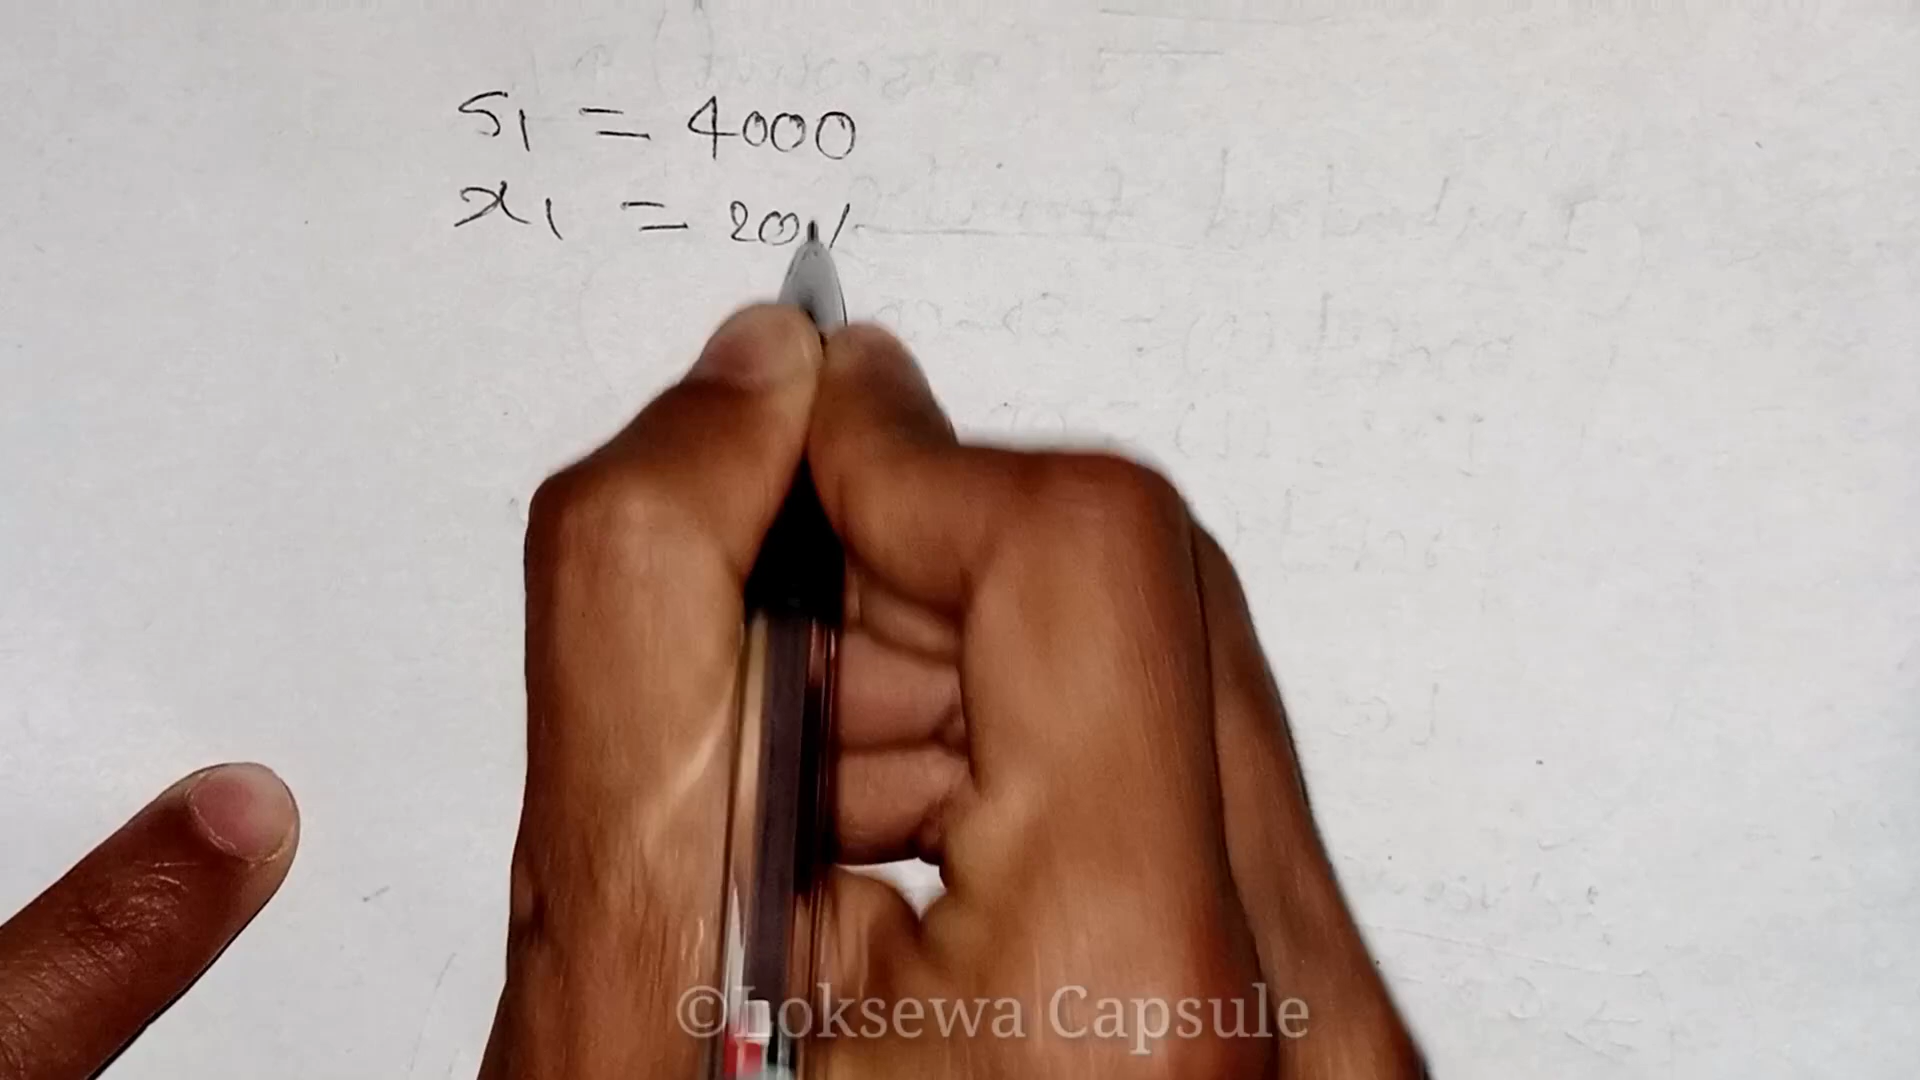 S1 = 4000
x1 = 20%
©Loksewa Capsule